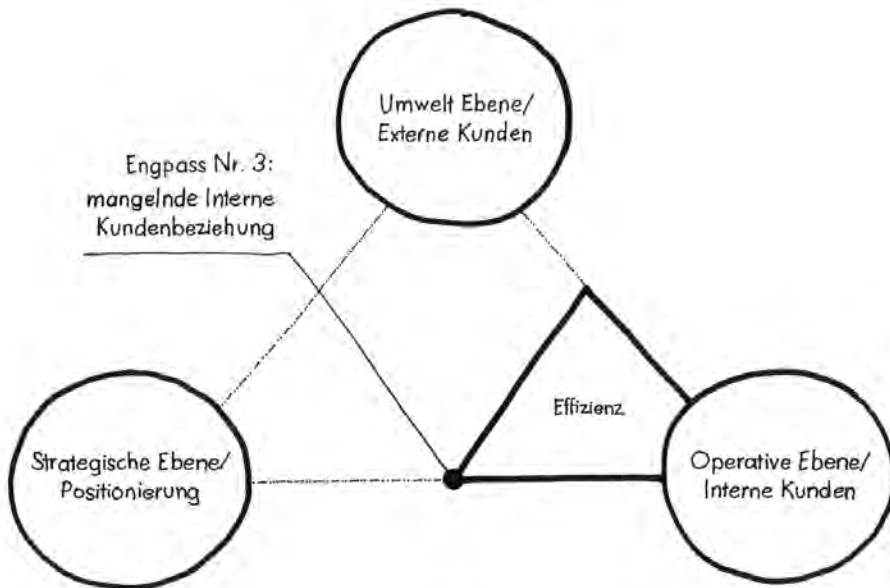 Umwelt Ebene/
Externe Kunden
Engpass Nr. 3:
mangelnde Interne
Kundenbeziehung
Effizienz
Strategische Ebene/
Positionierung
Operative Ebene/
Interne Kunden